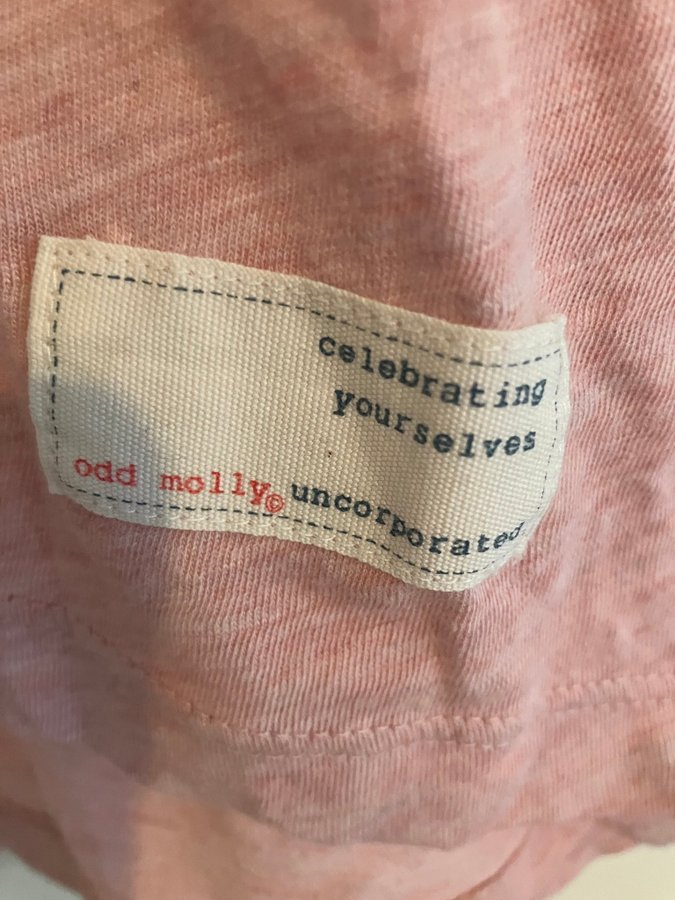 celebrating
yourselves
odd molly© uncorporated